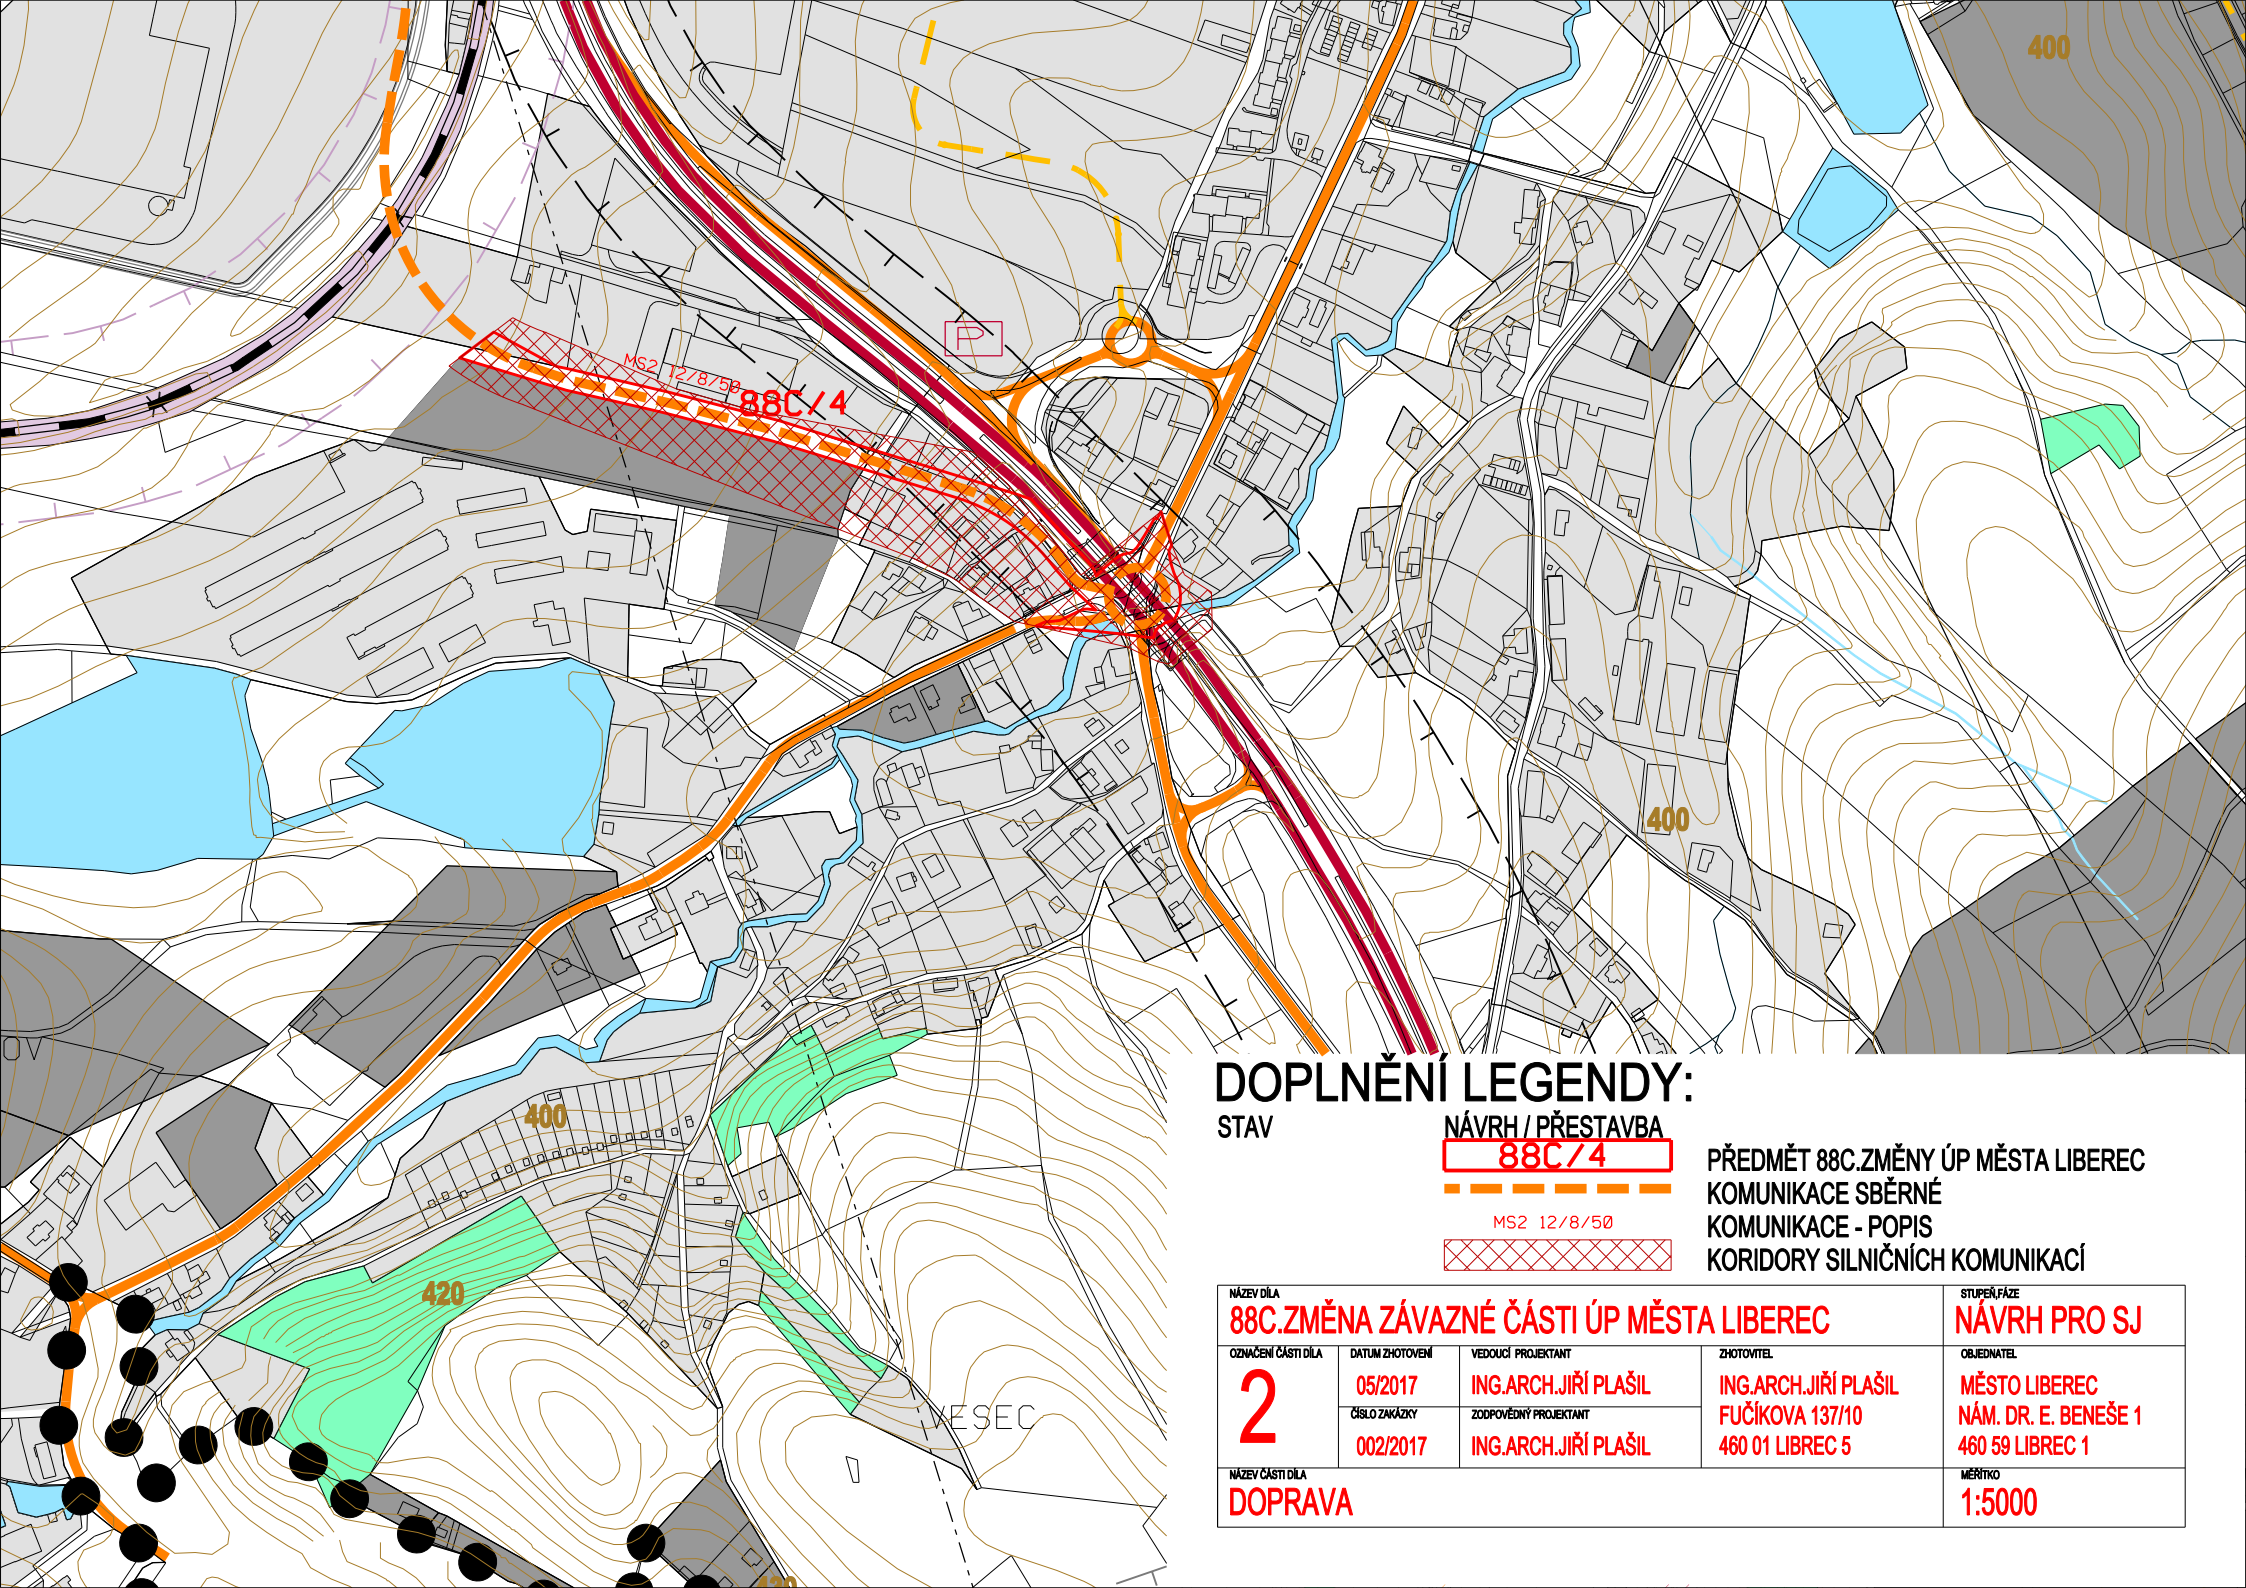 400
P
MS2 12/8/50
88C/4
400
400
420
VESEC
DOPLNĚNÍ LEGENDY:
STAV
NÁVRH / PŘESTAVBA
88C/4
PŘEDMĚT 88C.ZMĚNY ÚP MĚSTA LIBEREC
KOMUNIKACE SBĚRNÉ
MS2 12/8/50
KOMUNIKACE - POPIS
KORIDORY SILNIČNÍCH KOMUNIKACÍ
NÁZEV DÍLA
88C.ZMĚNA ZÁVAZNÉ ČÁSTI ÚP MĚSTA LIBEREC
STUPEŇ,FÁZE
NÁVRH PRO SJ
OZNAČENÍ ČÁSTI DÍLA
2
DATUM ZHOTOVENÍ
05/2017
ČÍSLO ZAKÁZKY
002/2017
VEDOUCÍ PROJEKTANT
ING.ARCH.JIŘÍ PLAŠIL
ZODPOVĚDNÝ PROJEKTANT
ING.ARCH.JIŘÍ PLAŠIL
ZHOTOVITEL
ING.ARCH.JIŘÍ PLAŠIL
FUČÍKOVA 137/10
460 01 LIBREC 5
OBJEDNATEL
MĚSTO LIBEREC
NÁM. DR. E. BENEŠE 1
460 59 LIBREC 1
NÁZEV ČÁSTI DÍLA
DOPRAVA
MĚŘÍTKO
1:5000